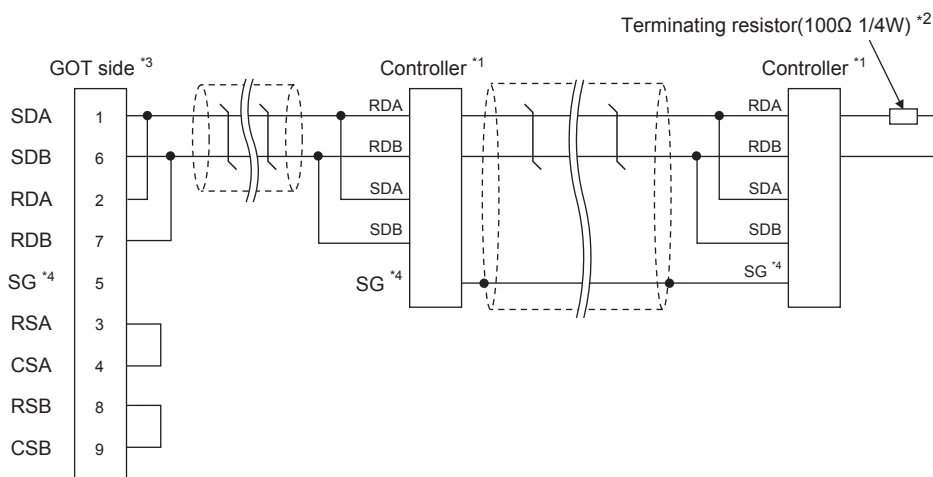 Terminating resistor(100Ω 1/4W) *2
GOT side *3
Controller *1
Controller *1
SDA 1 RDA RDA
SDB 6 RDB RDB
RDA 2 SDA SDA
RDB 7 SDB SDB
SG *4 5 SG *4 SG *4
RSA 3
CSA 4
RSB 8
CSB 9